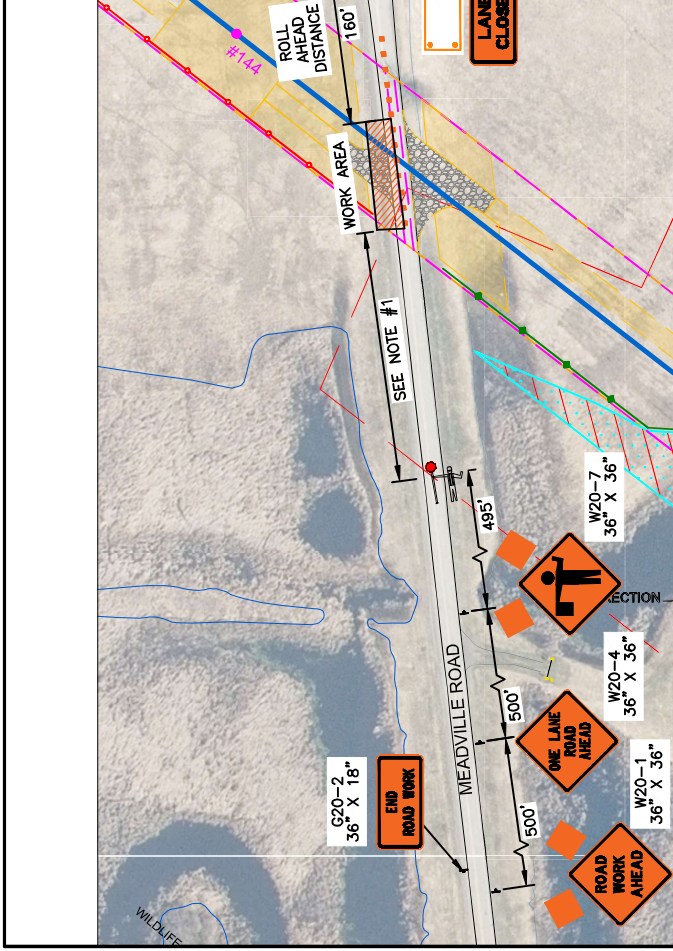 ROLL
AHEAD
DISTANCE
160'
LANE
CLOSE
#144
WORK AREA
SEE NOTE #1
495'
W20-7
36" X 36"
ECTION
MEADVILLE ROAD
500'
W20-4
36" X 36"
ONE LANE
ROAD
AHEAD
G20-2
36" X 18"
END
ROAD WORK
500'
W20-1
36" X 36"
ROAD
WORK
AHEAD
WILDLIFE